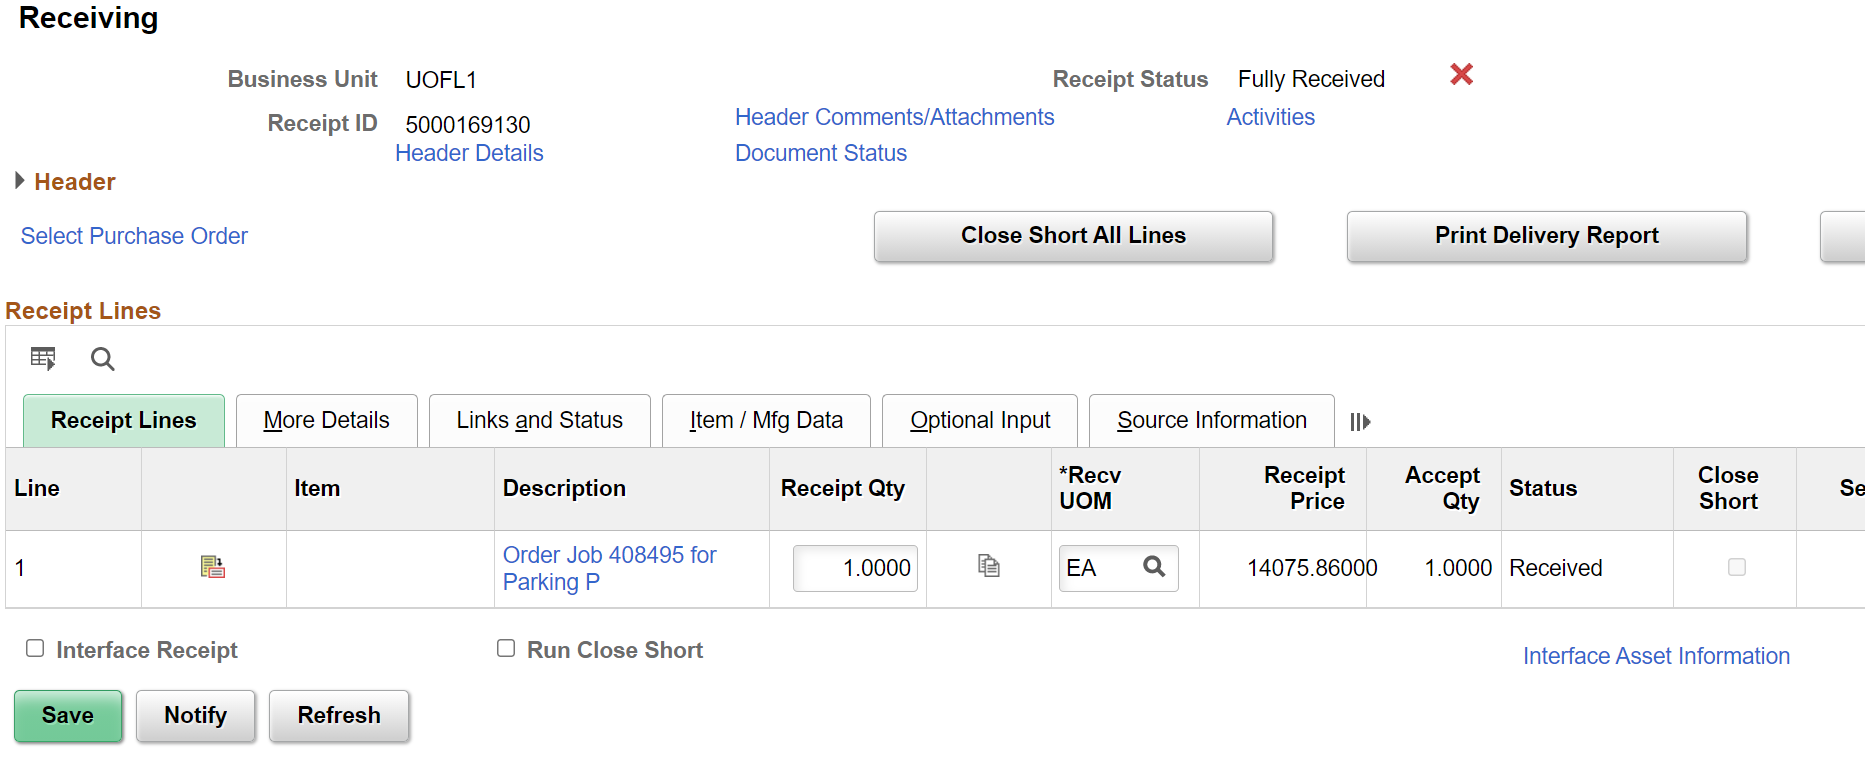 Receiving
Business Unit UOFL1 Receipt Status Fully Received
Receipt ID 5000169130 Header Comments/Attachments Activities
Header Details Document Status
Header
Select Purchase Order Close Short All Lines Print Delivery Report
Receipt Lines
Receipt Lines More Details Links and Status Item / Mfg Data Optional Input Source Information
Line Item Description Receipt Qty *Recv UOM Receipt Price Accept Qty Status Close Short Se
1 Order Job 408495 for Parking P 1.0000 EA 14075.86000 1.0000 Received
Interface Receipt Run Close Short Interface Asset Information
Save Notify Refresh